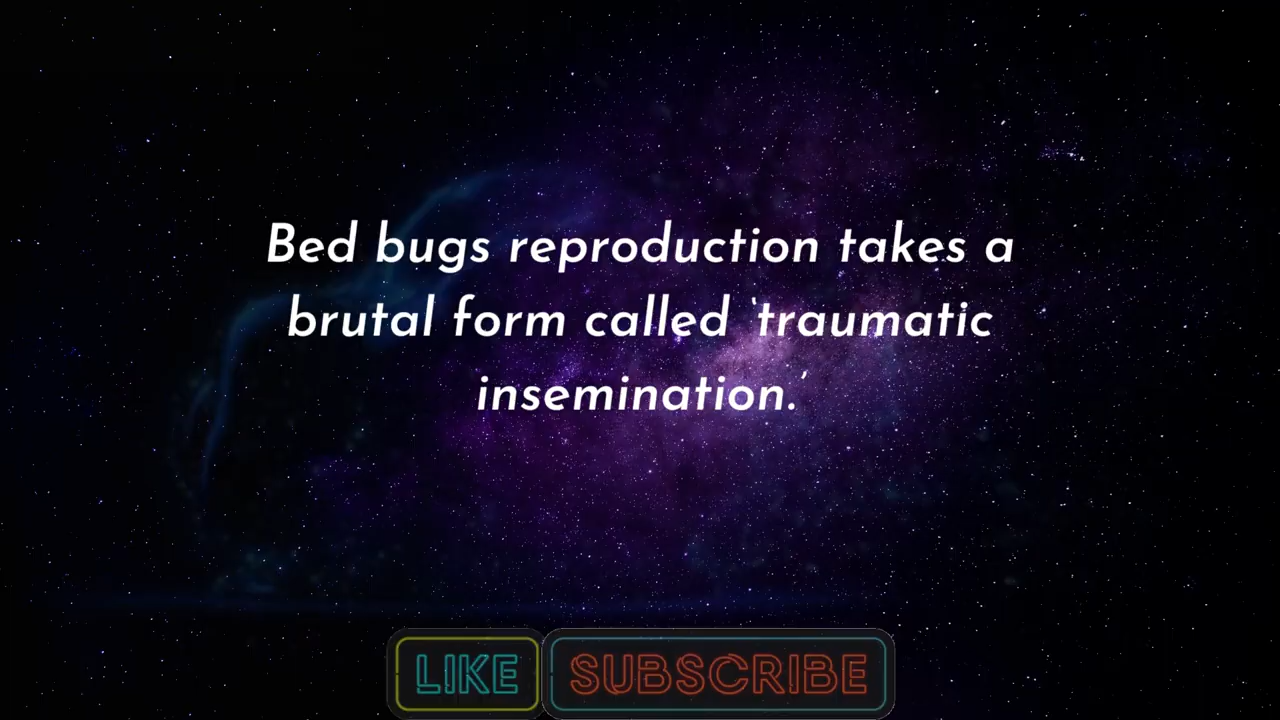 Bed bugs reproduction takes a
brutal form called ‘traumatic
insemination.’
LIKE SUBSCRIBE